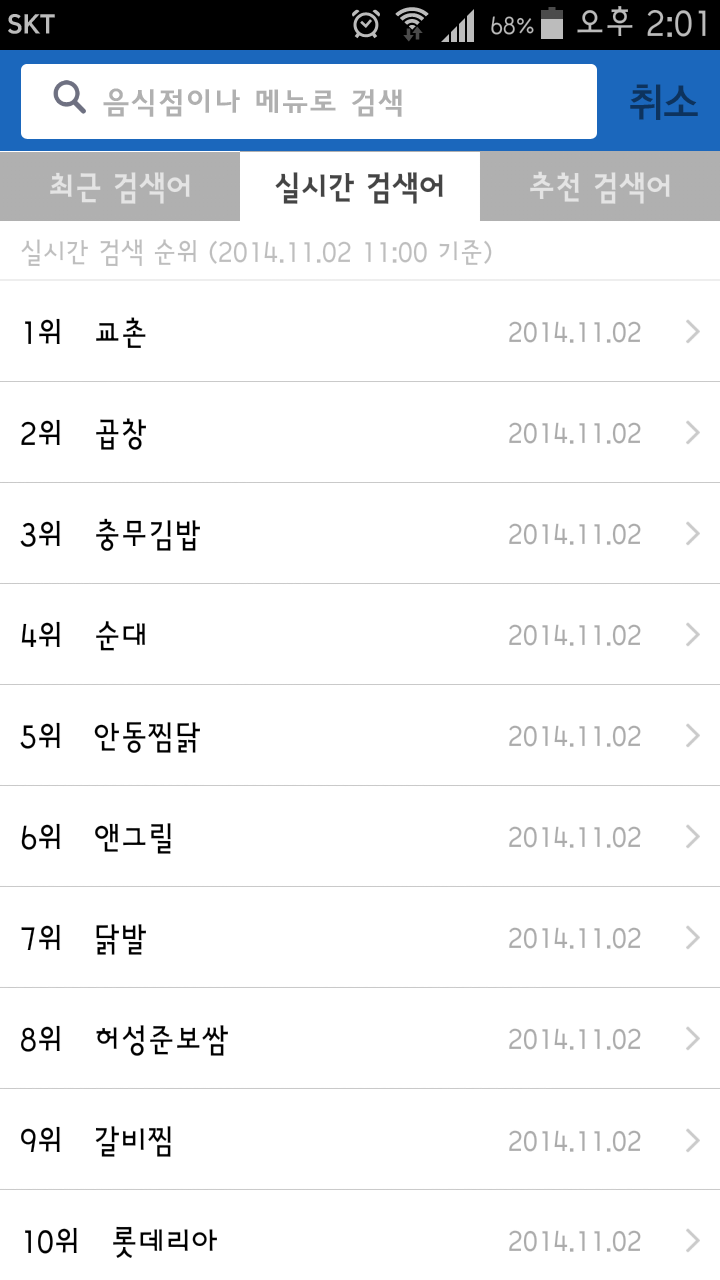 SKT 68% 오후 2:01
음식점이나 메뉴로 검색 취소
최근 검색어 실시간 검색어 추천 검색어
실시간 검색 순위 (2014.11.02 11:00 기준)
1위 교촌 2014.11.02
2위 곱창 2014.11.02
3위 충무김밥 2014.11.02
4위 순대 2014.11.02
5위 안동찜닭 2014.11.02
6위 앤그릴 2014.11.02
7위 닭발 2014.11.02
8위 허성준보쌈 2014.11.02
9위 갈비찜 2014.11.02
10위 롯데리아 2014.11.02